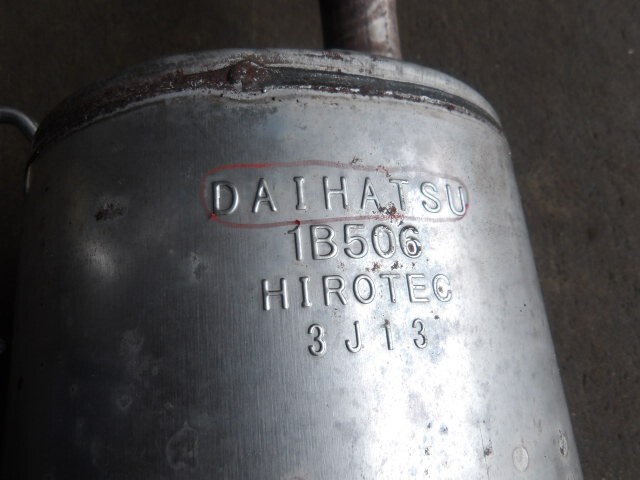 DAIHATSU
1B506
HIROTEC
3J13